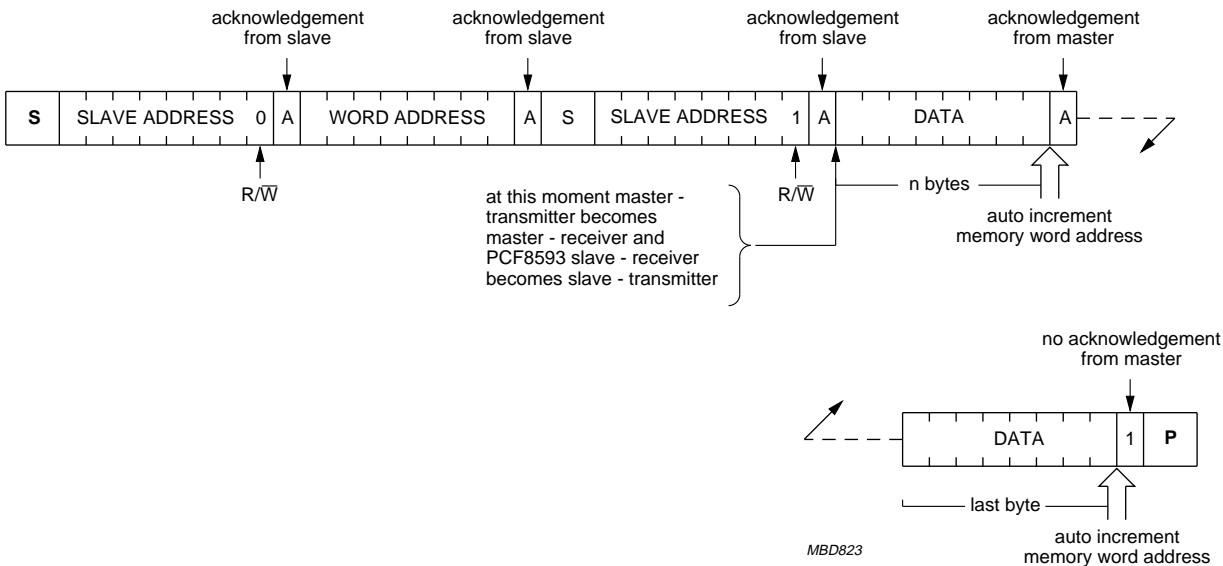 acknowledgement
from slave
acknowledgement
from slave
acknowledgement
from slave
acknowledgement
from master
S SLAVE ADDRESS 0 A WORD ADDRESS A S SLAVE ADDRESS 1 A DATA A
R/W̅
R/W̅
at this moment master -
transmitter becomes
master - receiver and
PCF8593 slave - receiver
becomes slave - transmitter
n bytes
auto increment
memory word address
no acknowledgement
from master
DATA 1 P
last byte
auto increment
memory word address
MBD823